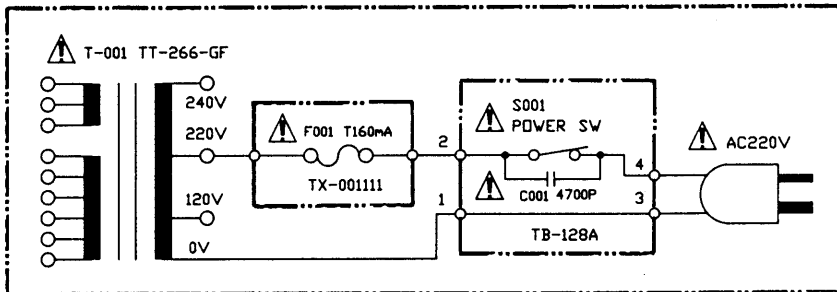 T-001 TT-266-GF
240V
220V
120V
0V
F001 T160mA
TX-001111
2
1
S001
POWER SW
C001 4700P
4
3
TB-128A
AC220V